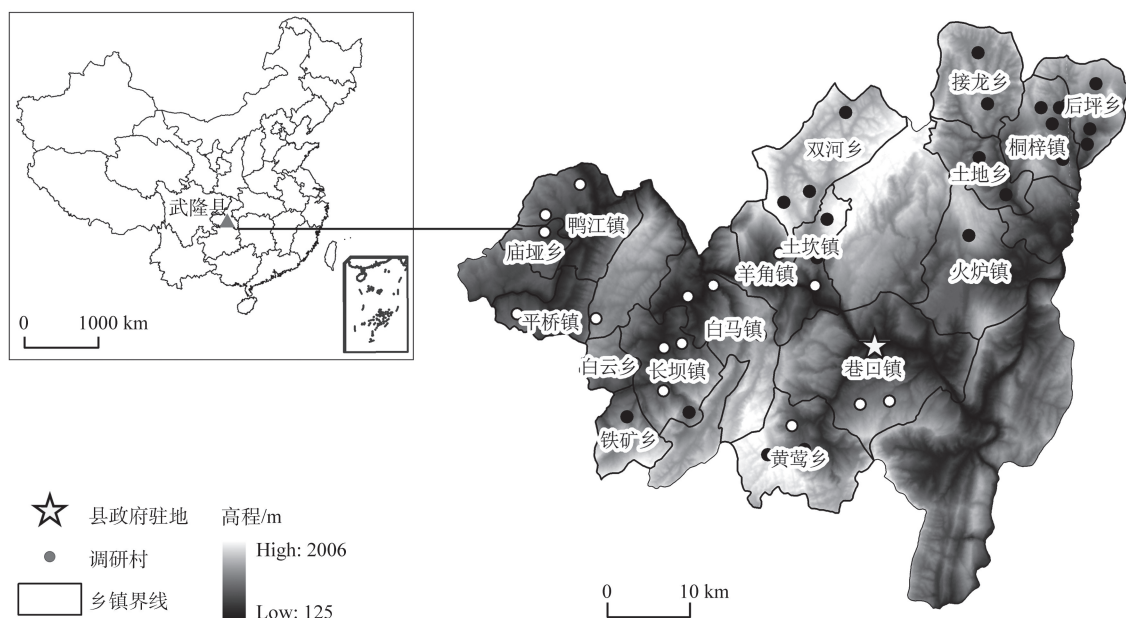 武隆县
0 1000 km
接龙乡
后坪乡
桐梓镇
双河乡
土地乡
鸭江镇
土坎镇
庙垭乡
羊角镇
火炉镇
平桥镇
白马镇
白云乡
长坝镇
巷口镇
铁矿乡
黄莺乡
县政府驻地
调研村
乡镇界线
高程/m
High: 2006
Low: 125
0 10 km